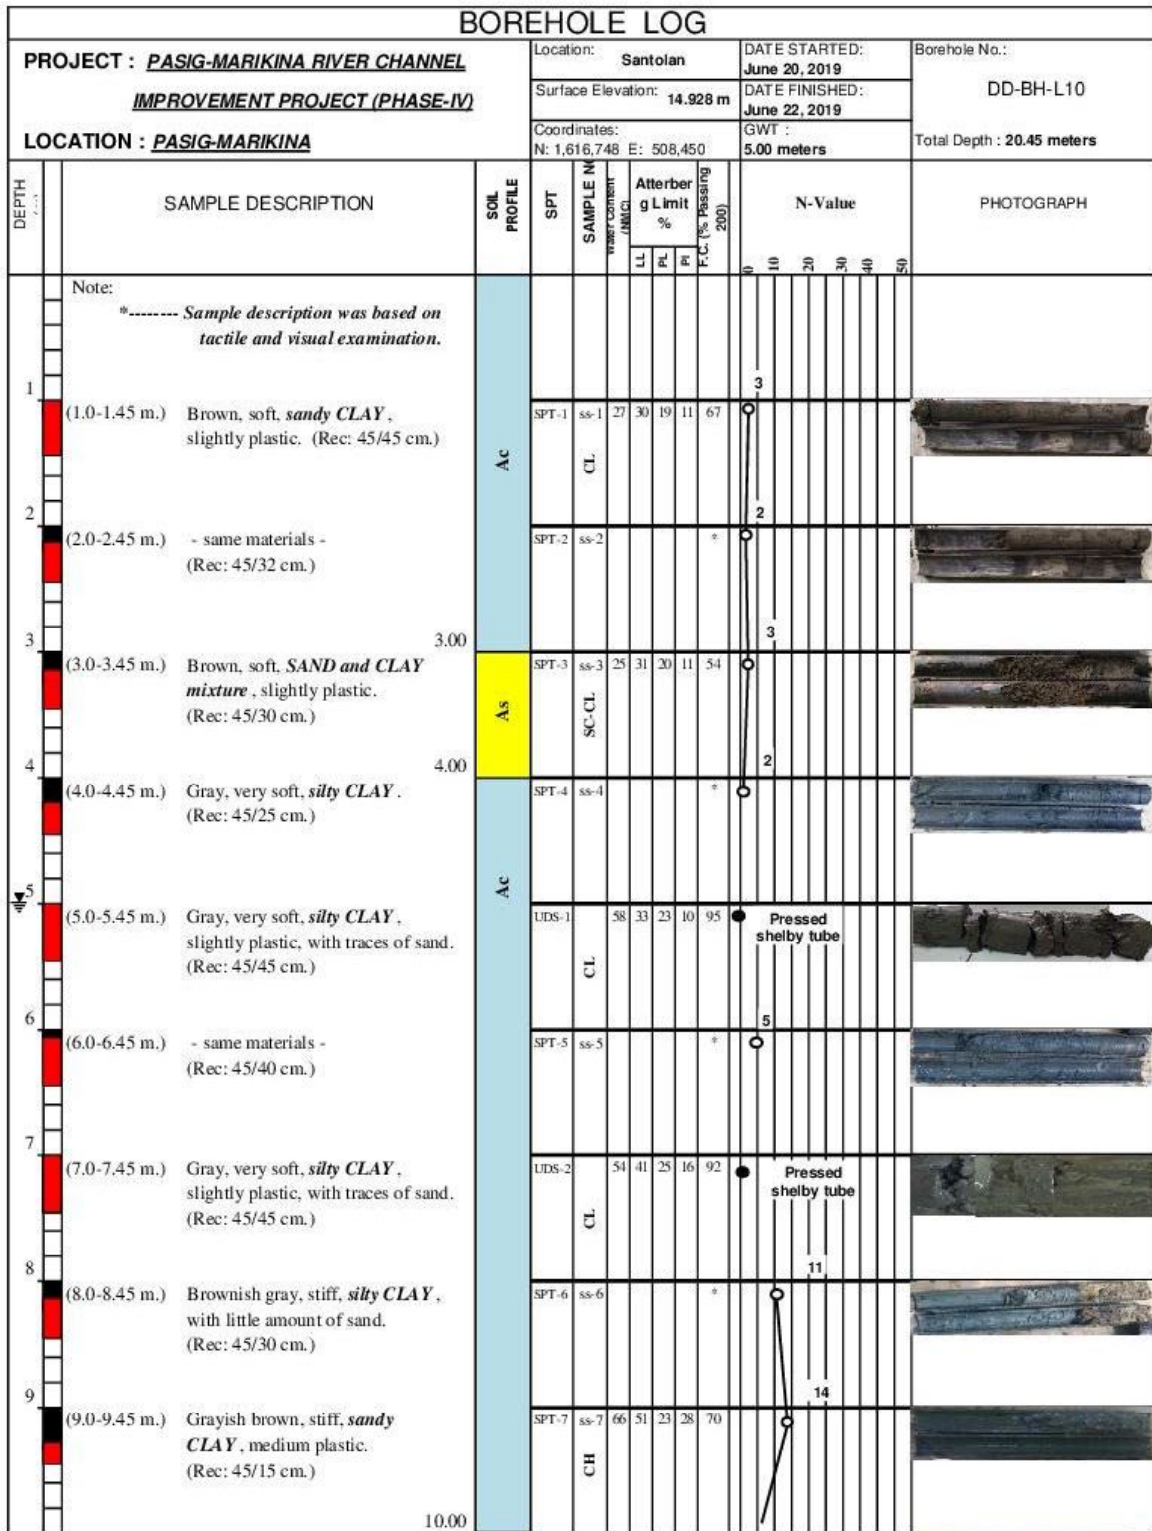 BOREHOLE LOG
PROJECT : PASIG-MARIKINA RIVER CHANNEL
IMPROVEMENT PROJECT (PHASE-IV)
LOCATION : PASIG-MARIKINA
Location: Santolan
Surface Elevation: 14.928 m
Coordinates:
N: 1,616,748 E: 508,450
DATE STARTED:
June 20, 2019
DATE FINISHED:
June 22, 2019
GWT :
5.00 meters
Borehole No.:
DD-BH-L10
Total Depth : 20.45 meters
DEPTH
SAMPLE DESCRIPTION
SOIL PROFILE
SPT
SAMPLE NO
Water Content (NMC)
Atterber
g Limit
%
LL PL PI
F.C. (% Passing 200)
N-Value
0 10 20 30 40 50
PHOTOGRAPH
Note:
*-------- Sample description was based on
tactile and visual examination.
1
3
(1.0-1.45 m.) Brown, soft, sandy CLAY, SPT-1 ss-1 27 30 19 11 67
slightly plastic. (Rec: 45/45 cm.)
Ac
CL
2
2
(2.0-2.45 m.) - same materials - SPT-2 ss-2 *
(Rec: 45/32 cm.)
3
3.00
3
(3.0-3.45 m.) Brown, soft, SAND and CLAY SPT-3 ss-3 25 31 20 11 54
mixture, slightly plastic.
(Rec: 45/30 cm.)
As
SC-CL
4
4.00
2
(4.0-4.45 m.) Gray, very soft, silty CLAY. SPT-4 ss-4 *
(Rec: 45/25 cm.)
5
Ac
(5.0-5.45 m.) Gray, very soft, silty CLAY, UDS-1 58 33 23 10 95 Pressed
slightly plastic, with traces of sand. shelby tube
(Rec: 45/45 cm.)
CL
6
5
(6.0-6.45 m.) - same materials - SPT-5 ss-5 *
(Rec: 45/40 cm.)
7
(7.0-7.45 m.) Gray, very soft, silty CLAY, UDS-2 54 41 25 16 92 Pressed
slightly plastic, with traces of sand. shelby tube
(Rec: 45/45 cm.)
CL
8
11
(8.0-8.45 m.) Brownish gray, stiff, silty CLAY, SPT-6 ss-6 *
with little amount of sand.
(Rec: 45/30 cm.)
9
14
(9.0-9.45 m.) Grayish brown, stiff, sandy SPT-7 ss-7 66 51 23 28 70
CLAY, medium plastic.
(Rec: 45/15 cm.)
CH
10.00